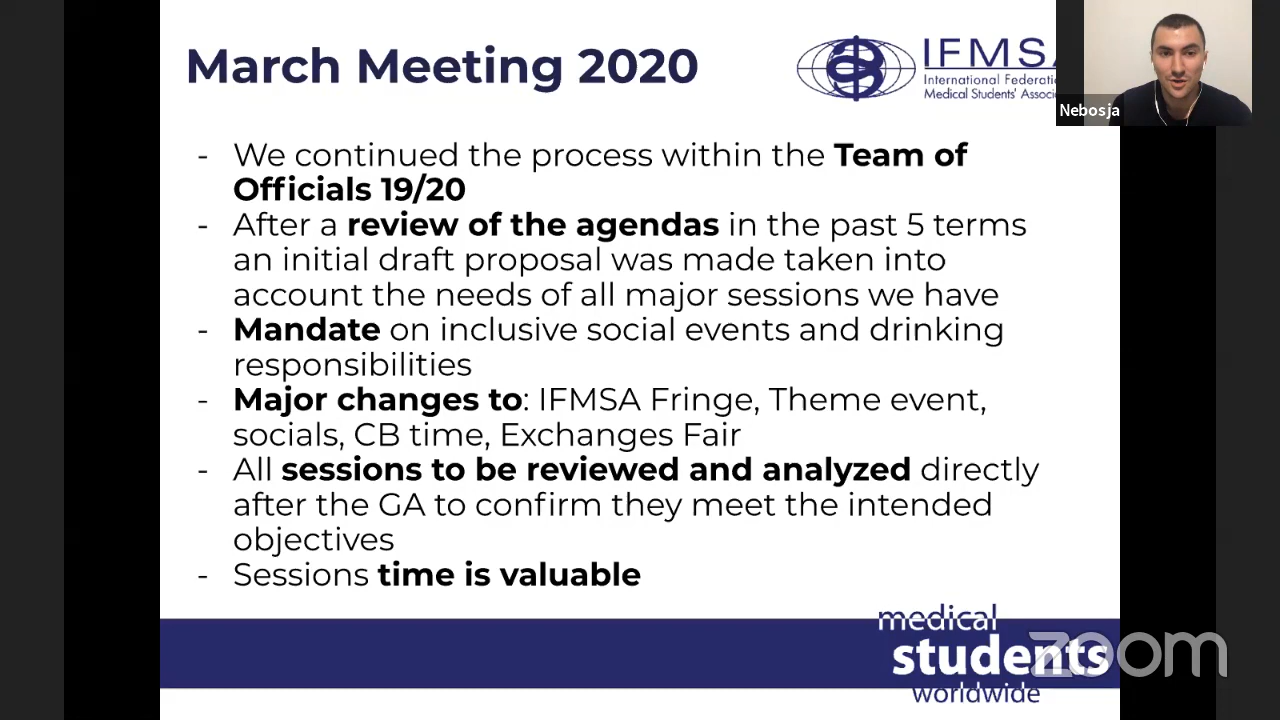 March Meeting 2020
IFMSA
International Federatio
Medical Students' Associ
Nebosja
- We continued the process within the Team of
Officials 19/20
- After a review of the agendas in the past 5 terms
an initial draft proposal was made taken into
account the needs of all major sessions we have
- Mandate on inclusive social events and drinking
responsibilities
- Major changes to: IFMSA Fringe, Theme event,
socials, CB time, Exchanges Fair
- All sessions to be reviewed and analyzed directly
after the GA to confirm they meet the intended
objectives
- Sessions time is valuable
medical
students
worldwide
zoom